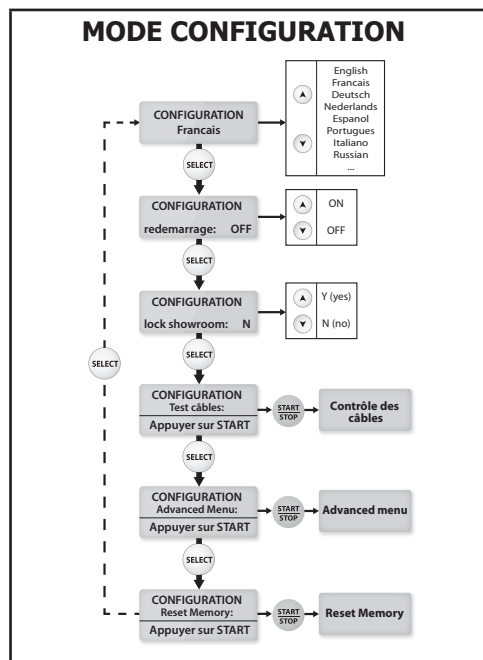 MODE CONFIGURATION
CONFIGURATION
Francais
English
Francais
Deutsch
Nederlands
Espanol
Portugues
Italiano
Russian
...
SELECT
CONFIGURATION
redemarrage: OFF
ON
OFF
SELECT
CONFIGURATION
lock showroom: N
Y (yes)
N (no)
SELECT
SELECT
CONFIGURATION
Test câbles:
Appuyer sur START
START
STOP
Contrôle des
câbles
SELECT
CONFIGURATION
Advanced Menu:
Appuyer sur START
START
STOP
Advanced menu
SELECT
CONFIGURATION
Reset Memory:
Appuyer sur START
START
STOP
Reset Memory